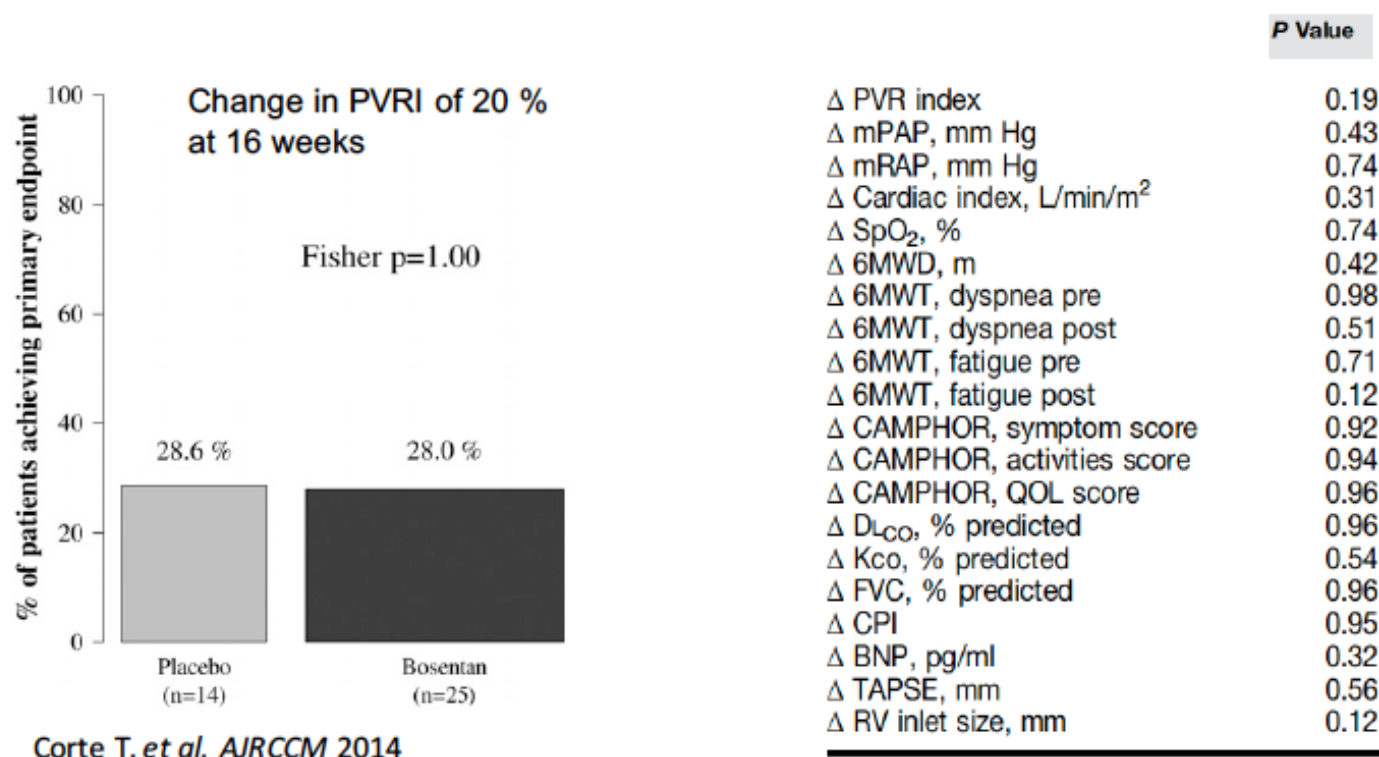 Change in PVRI of 20 %
at 16 weeks
% of patients achieving primary endpoint
100
80
60
40
20
0
Fisher p=1.00
28.6 %
28.0 %
Placebo
(n=14)
Bosentan
(n=25)
Corte T. et al. AJRCCM 2014
P Value
Δ PVR index 0.19
Δ mPAP, mm Hg 0.43
Δ mRAP, mm Hg 0.74
Δ Cardiac index, L/min/m² 0.31
Δ SpO₂, % 0.74
Δ 6MWD, m 0.42
Δ 6MWT, dyspnea pre 0.98
Δ 6MWT, dyspnea post 0.51
Δ 6MWT, fatigue pre 0.71
Δ 6MWT, fatigue post 0.12
Δ CAMPHOR, symptom score 0.92
Δ CAMPHOR, activities score 0.94
Δ CAMPHOR, QOL score 0.96
Δ DLCO, % predicted 0.96
Δ Kco, % predicted 0.54
Δ FVC, % predicted 0.96
Δ CPI 0.95
Δ BNP, pg/ml 0.32
Δ TAPSE, mm 0.56
Δ RV inlet size, mm 0.12